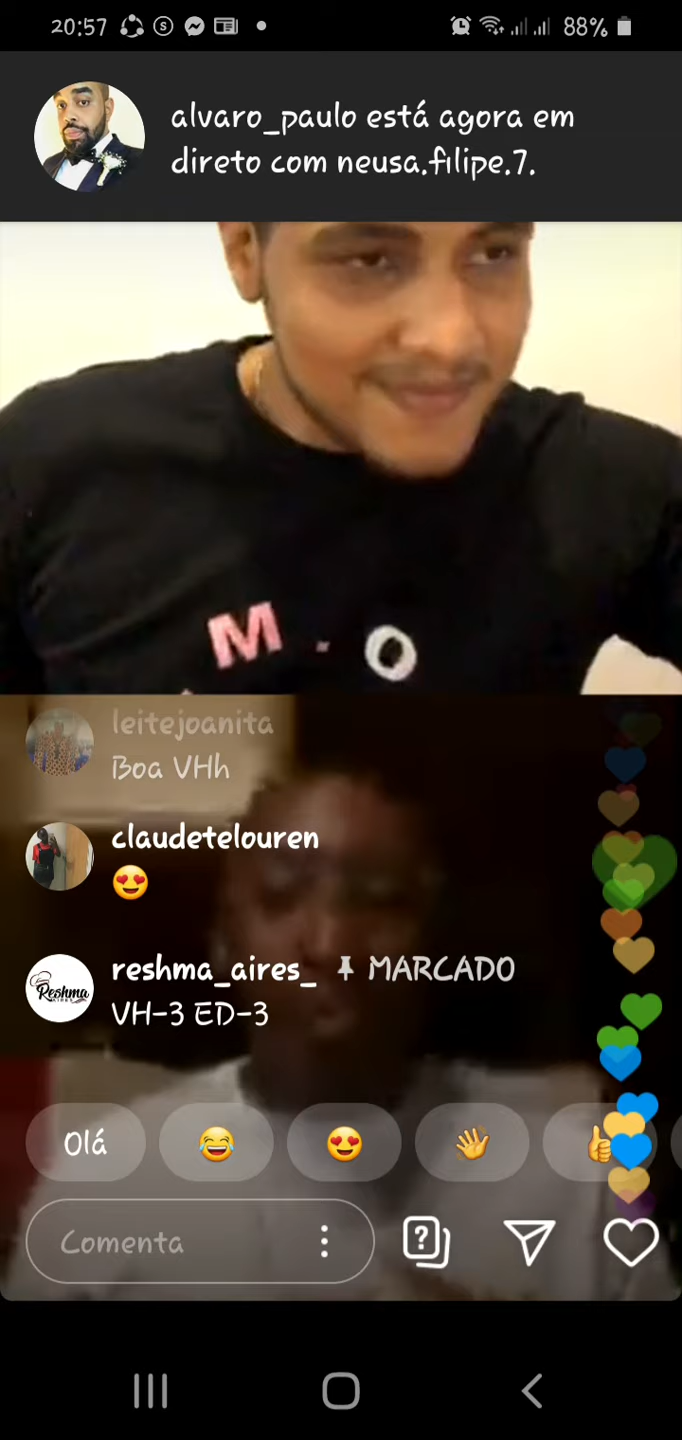 20:57
88%
alvaro_paulo está agora em
direto com neusa.filipe.7.
M.O
leitejoanita
Boa VHh
claudetelouren
😍
Reshma
reshma_aires_ MARCADO
VH-3 ED-3
Olá 😂 😍 👋 👍
Comenta